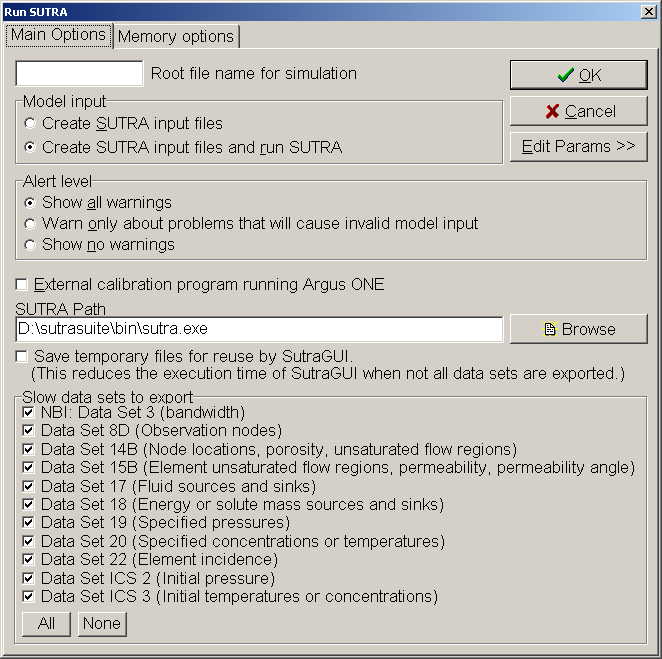 Run SUTRA
Main Options
Memory options
Root file name for simulation
OK
Model input
Cancel
Create SUTRA input files
Create SUTRA input files and run SUTRA
Edit Params >>
Alert level
Show all warnings
Warn only about problems that will cause invalid model input
Show no warnings
External calibration program running Argus ONE
SUTRA Path
D:\sutrasuite\bin\sutra.exe
Browse
Save temporary files for reuse by SutraGUI.
(This reduces the execution time of SutraGUI when not all data sets are exported.)
Slow data sets to export
NBI: Data Set 3 (bandwidth)
Data Set 8D (Observation nodes)
Data Set 14B (Node locations, porosity, unsaturated flow regions)
Data Set 15B (Element unsaturated flow regions, permeability, permeability angle)
Data Set 17 (Fluid sources and sinks)
Data Set 18 (Energy or solute mass sources and sinks)
Data Set 19 (Specified pressures)
Data Set 20 (Specified concentrations or temperatures)
Data Set 22 (Element incidence)
Data Set ICS 2 (Initial pressure)
Data Set ICS 3 (Initial temperatures or concentrations)
All
None